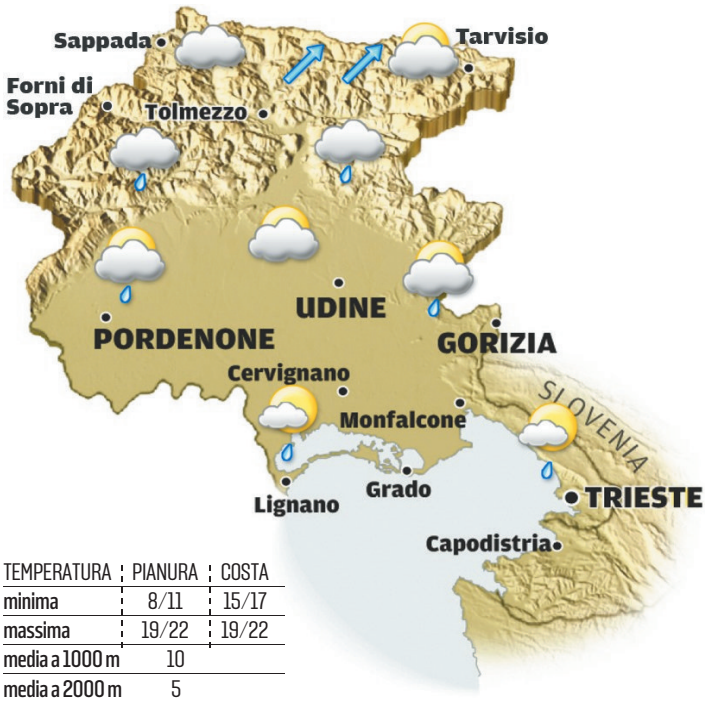 Sappada
Tarvisio
Forni di
Sopra
Tolmezzo
UDINE
PORDENONE
GORIZIA
Cervignano
Monfalcone
SLOVENIA
Lignano
Grado
TRIESTE
Capodistria
TEMPERATURA PIANURA COSTA
minima 8/11 15/17
massima 19/22 19/22
media a 1000 m 10
media a 2000 m 5